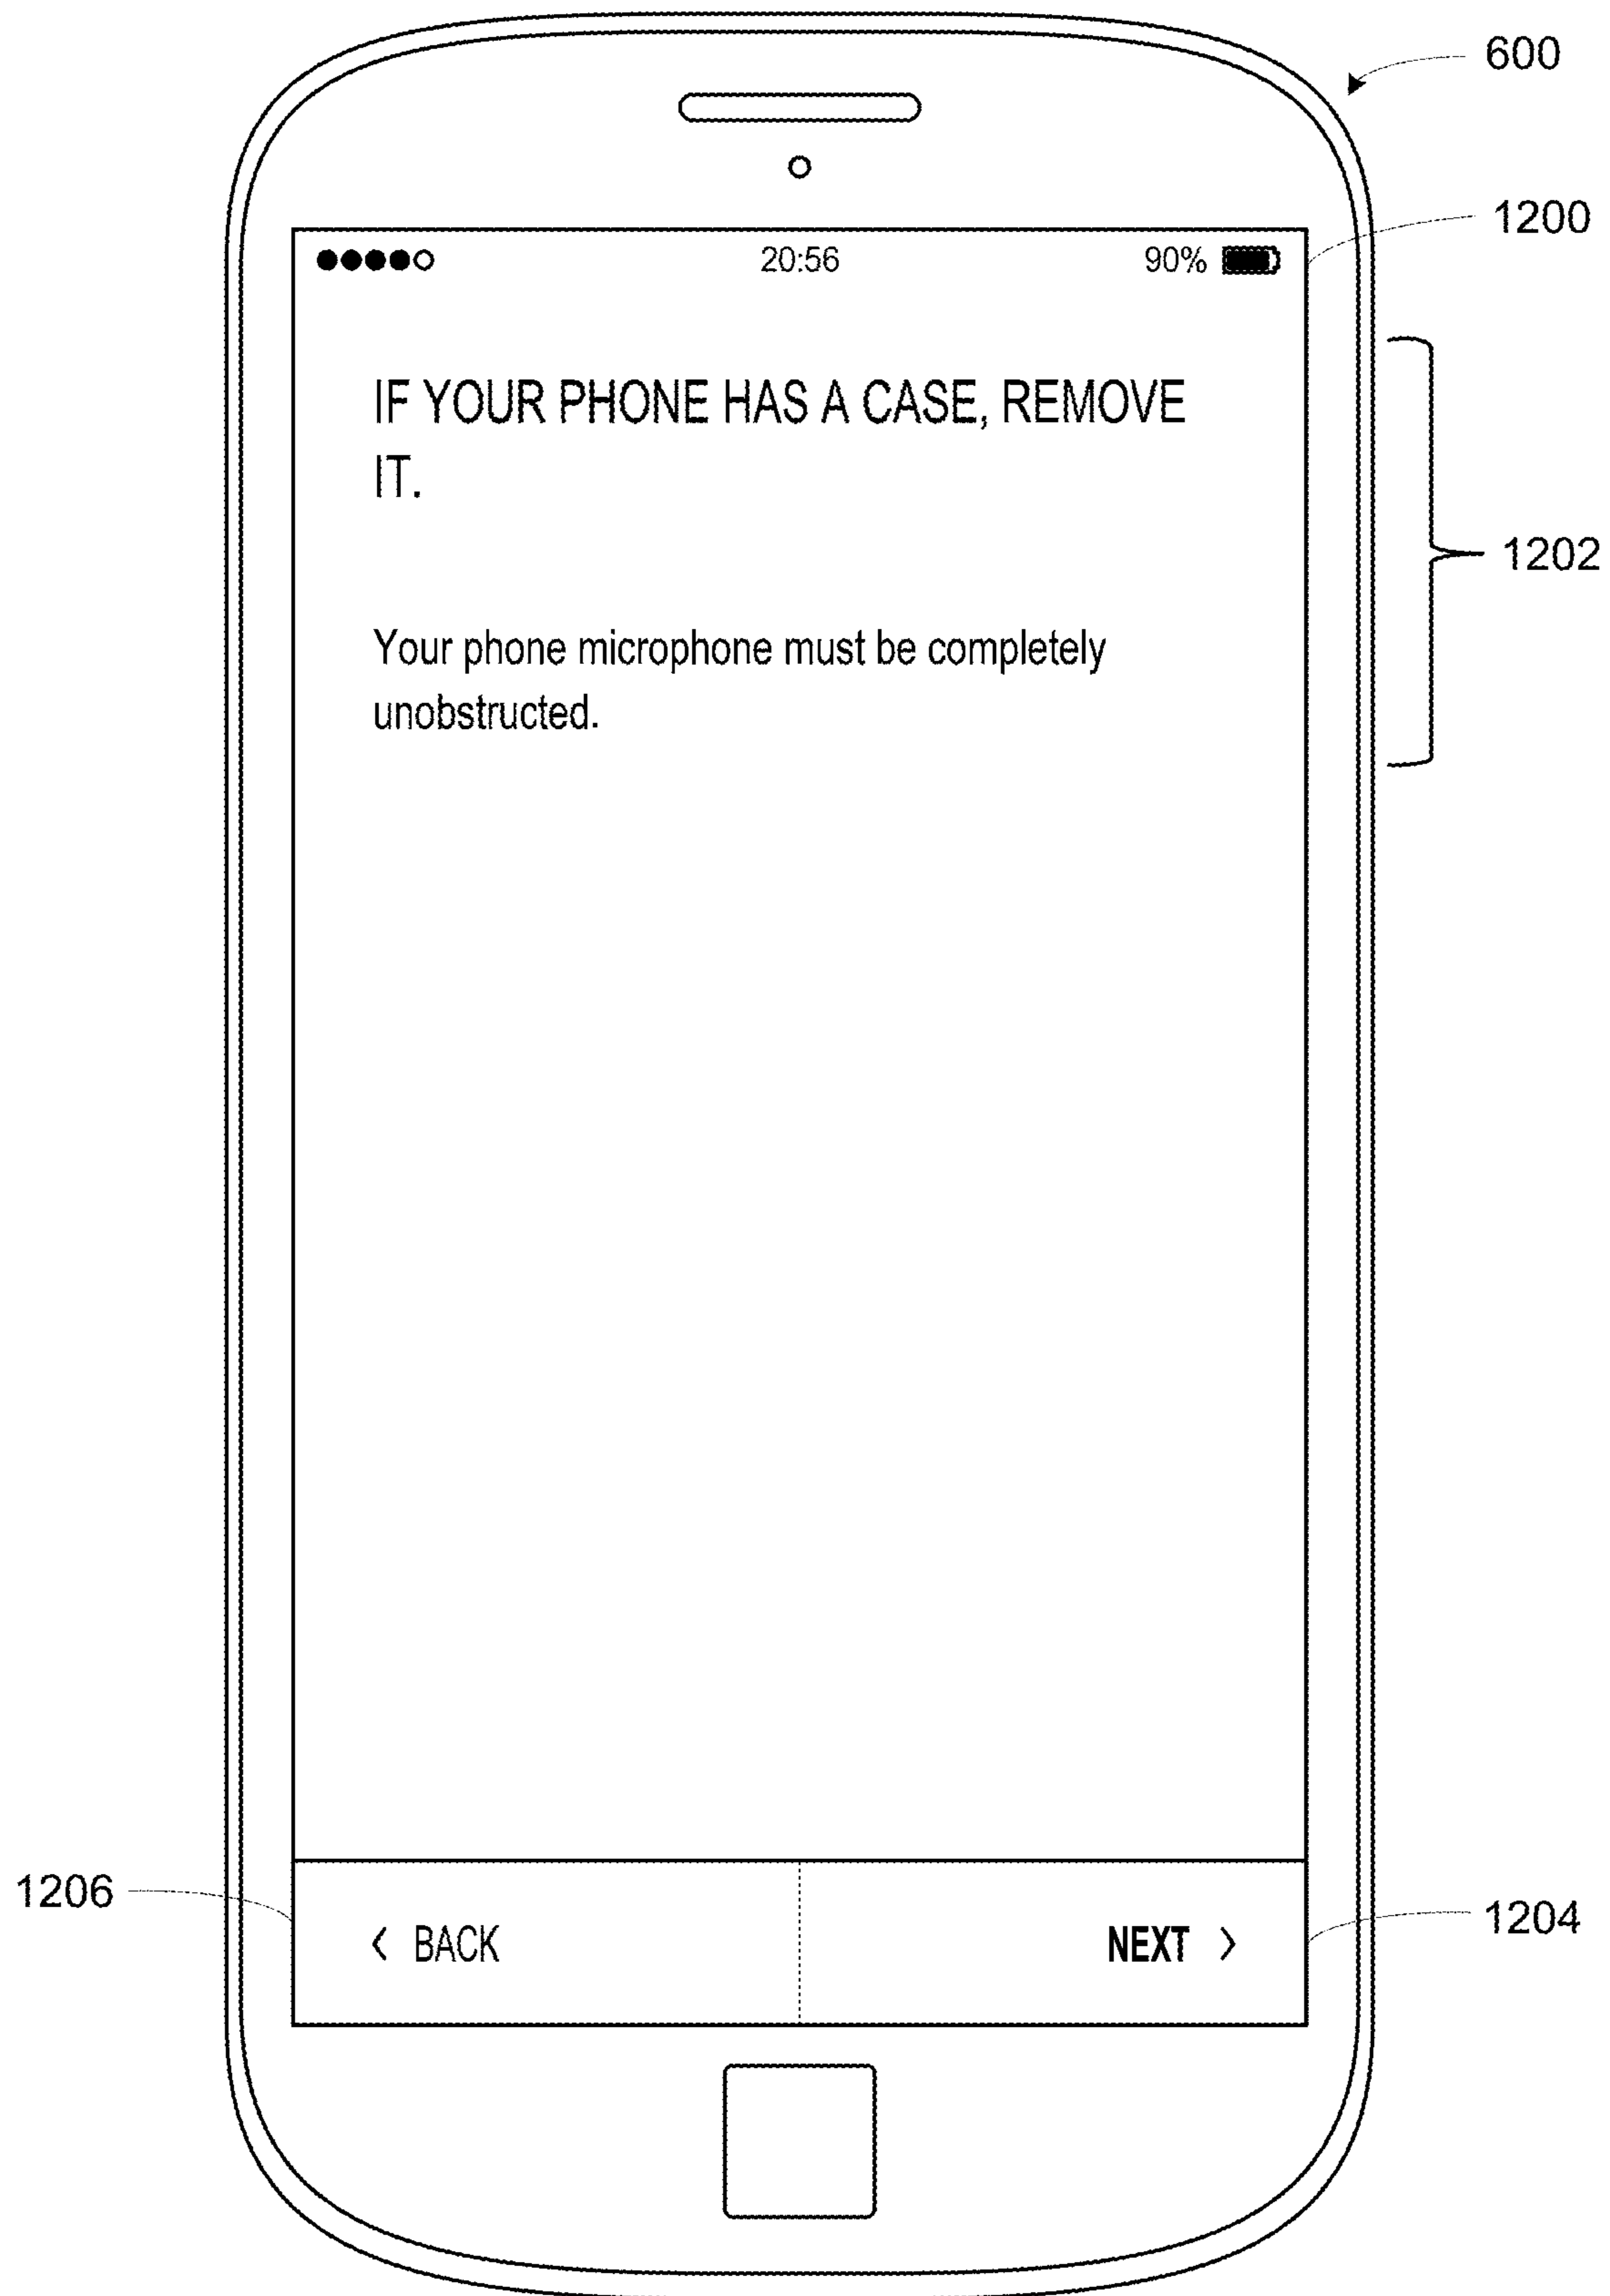 600
1200
20:56 90%
IF YOUR PHONE HAS A CASE, REMOVE
IT.
1202
Your phone microphone must be completely
unobstructed.
1206
< BACK NEXT >
1204